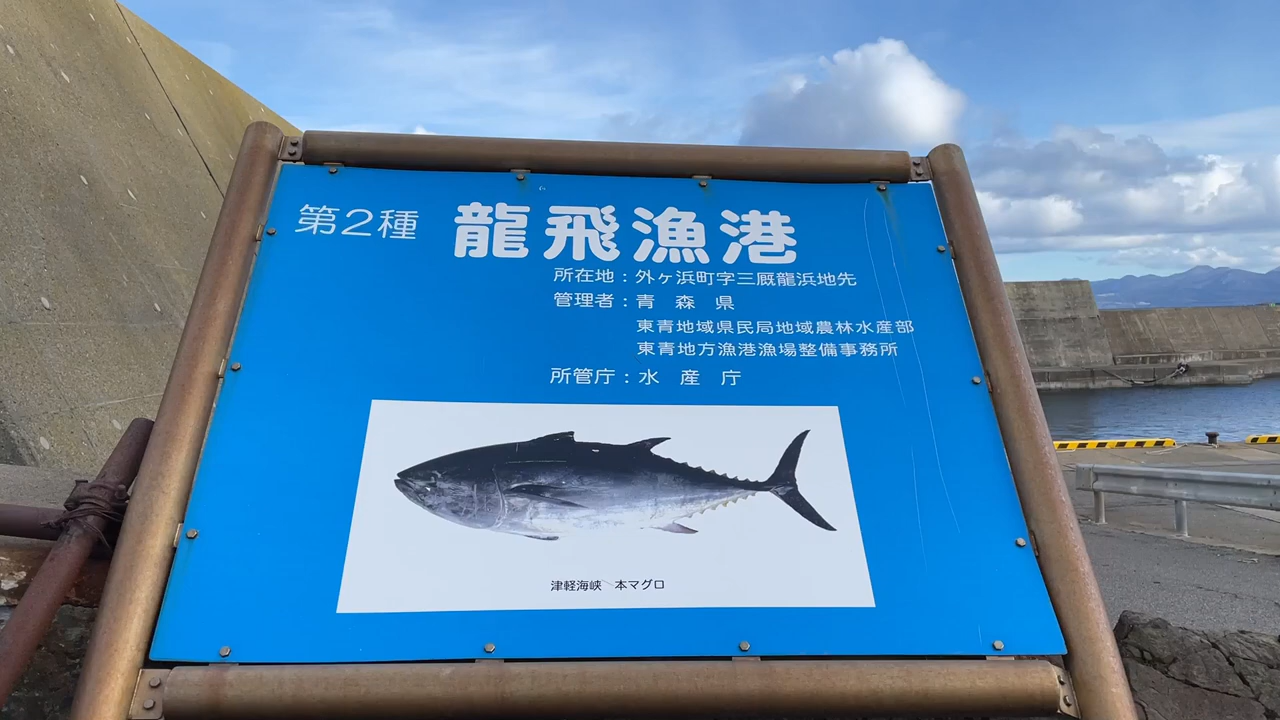 第2種 龍飛漁港
所在地：外ヶ浜町字三厩龍浜地先
管理者：青 森 県
東青地域県民局地域農林水産部
東青地方漁港漁場整備事務所
所管庁：水 産 庁
津軽海峡 本マグロ